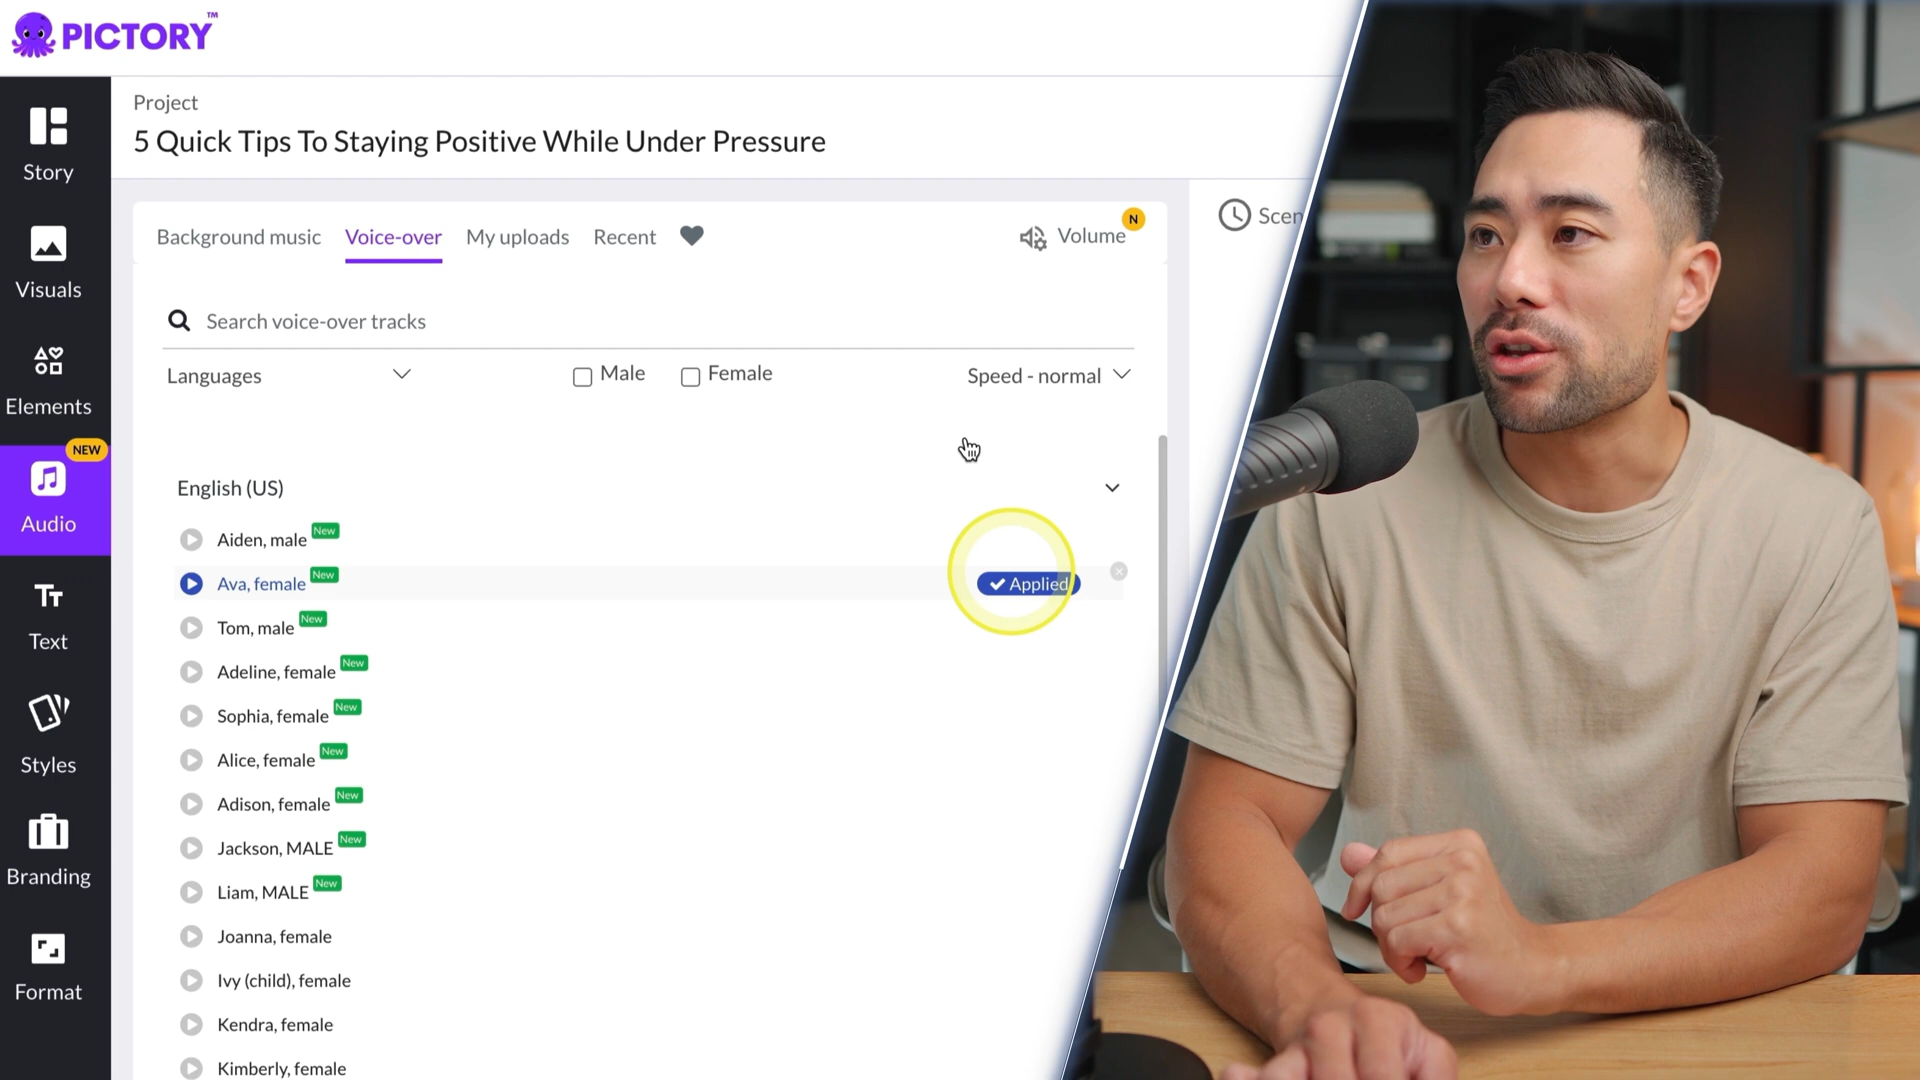 PICTORY™
Project
5 Quick Tips To Staying Positive While Under Pressure
Story
Visuals
Elements
NEW
Audio
Text
Styles
Branding
Format
Background music
Voice-over
My uploads
Recent
Volume
N
Scen
Search voice-over tracks
Languages
Male
Female
Speed - normal
English (US)
Aiden, male New
Ava, female New
Applied
Tom, male New
Adeline, female New
Sophia, female New
Alice, female New
Adison, female New
Jackson, MALE New
Liam, MALE New
Joanna, female
Ivy (child), female
Kendra, female
Kimberly, female